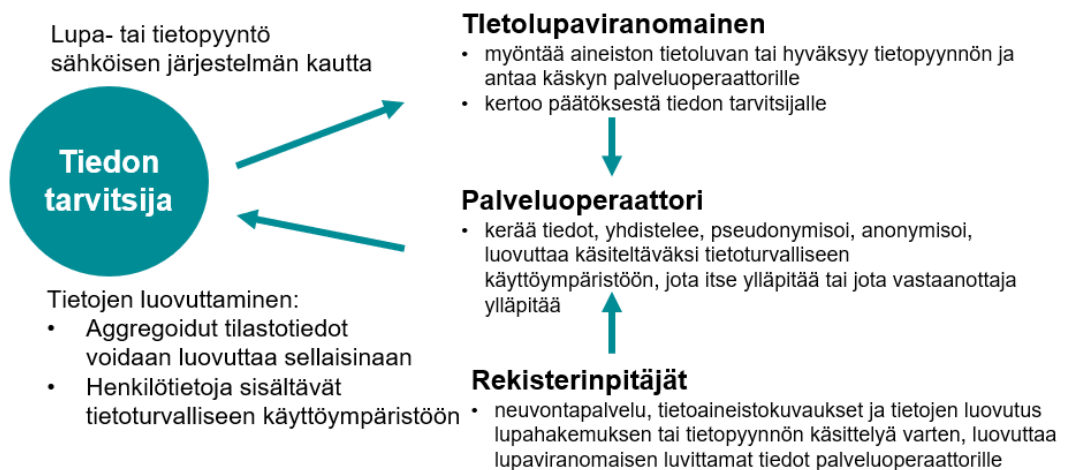 Lupa- tai tietopyyntö
sähköisen järjestelmän kautta
Tiedon
tarvitsija
Tietojen luovuttaminen:
• Aggregoidut tilastotiedot
voidaan luovuttaa sellaisinaan
• Henkilötietoja sisältävät
tietoturvalliseen käyttöympäristöön
TIetolupaviranomainen
• myöntää aineiston tietoluvan tai hyväksyy tietopyynnön ja
antaa käskyn palveluoperaattorille
• kertoo päätöksestä tiedon tarvitsijalle
Palveluoperaattori
• kerää tiedot, yhdistelee, pseudonymisoi, anonymisoi,
luovuttaa käsiteltäväksi tietoturvalliseen
käyttöympäristöön, jota itse ylläpitää tai jota vastaanottaja
ylläpitää
Rekisterinpitäjät
• neuvontapalvelu, tietoaineistokuvaukset ja tietojen luovutus
lupahakemuksen tai tietopyynnön käsittelyä varten, luovuttaa
lupaviranomaisen luvittamat tiedot palveluoperaattorille